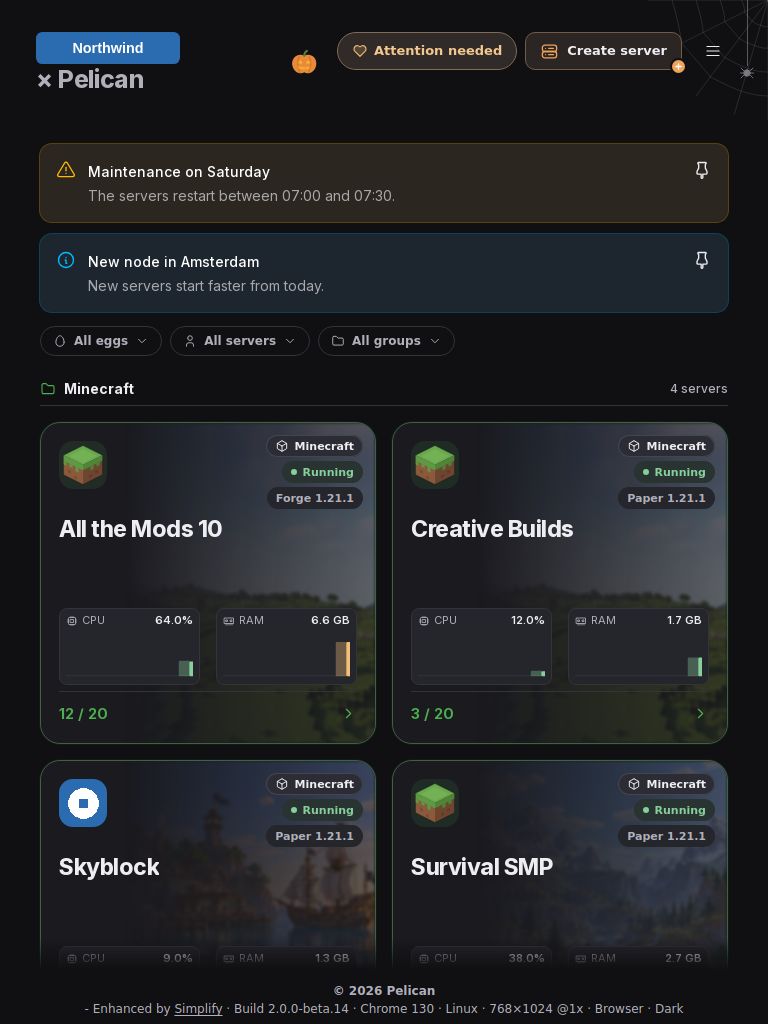 Northwind
× Pelican
Attention needed
Create server
Maintenance on Saturday
The servers restart between 07:00 and 07:30.
New node in Amsterdam
New servers start faster from today.
All eggs
All servers
All groups
Minecraft
4 servers
Minecraft
Running
Forge 1.21.1
All the Mods 10
CPU 64.0%
RAM 6.6 GB
12 / 20
Minecraft
Running
Paper 1.21.1
Creative Builds
CPU 12.0%
RAM 1.7 GB
3 / 20
Minecraft
Running
Paper 1.21.1
Skyblock
CPU 9.0%
RAM 1.3 GB
Minecraft
Running
Paper 1.21.1
Survival SMP
CPU 38.0%
RAM 2.7 GB
© 2026 Pelican
- Enhanced by Simplify · Build 2.0.0-beta.14 · Chrome 130 · Linux · 768×1024 @1x · Browser · Dark